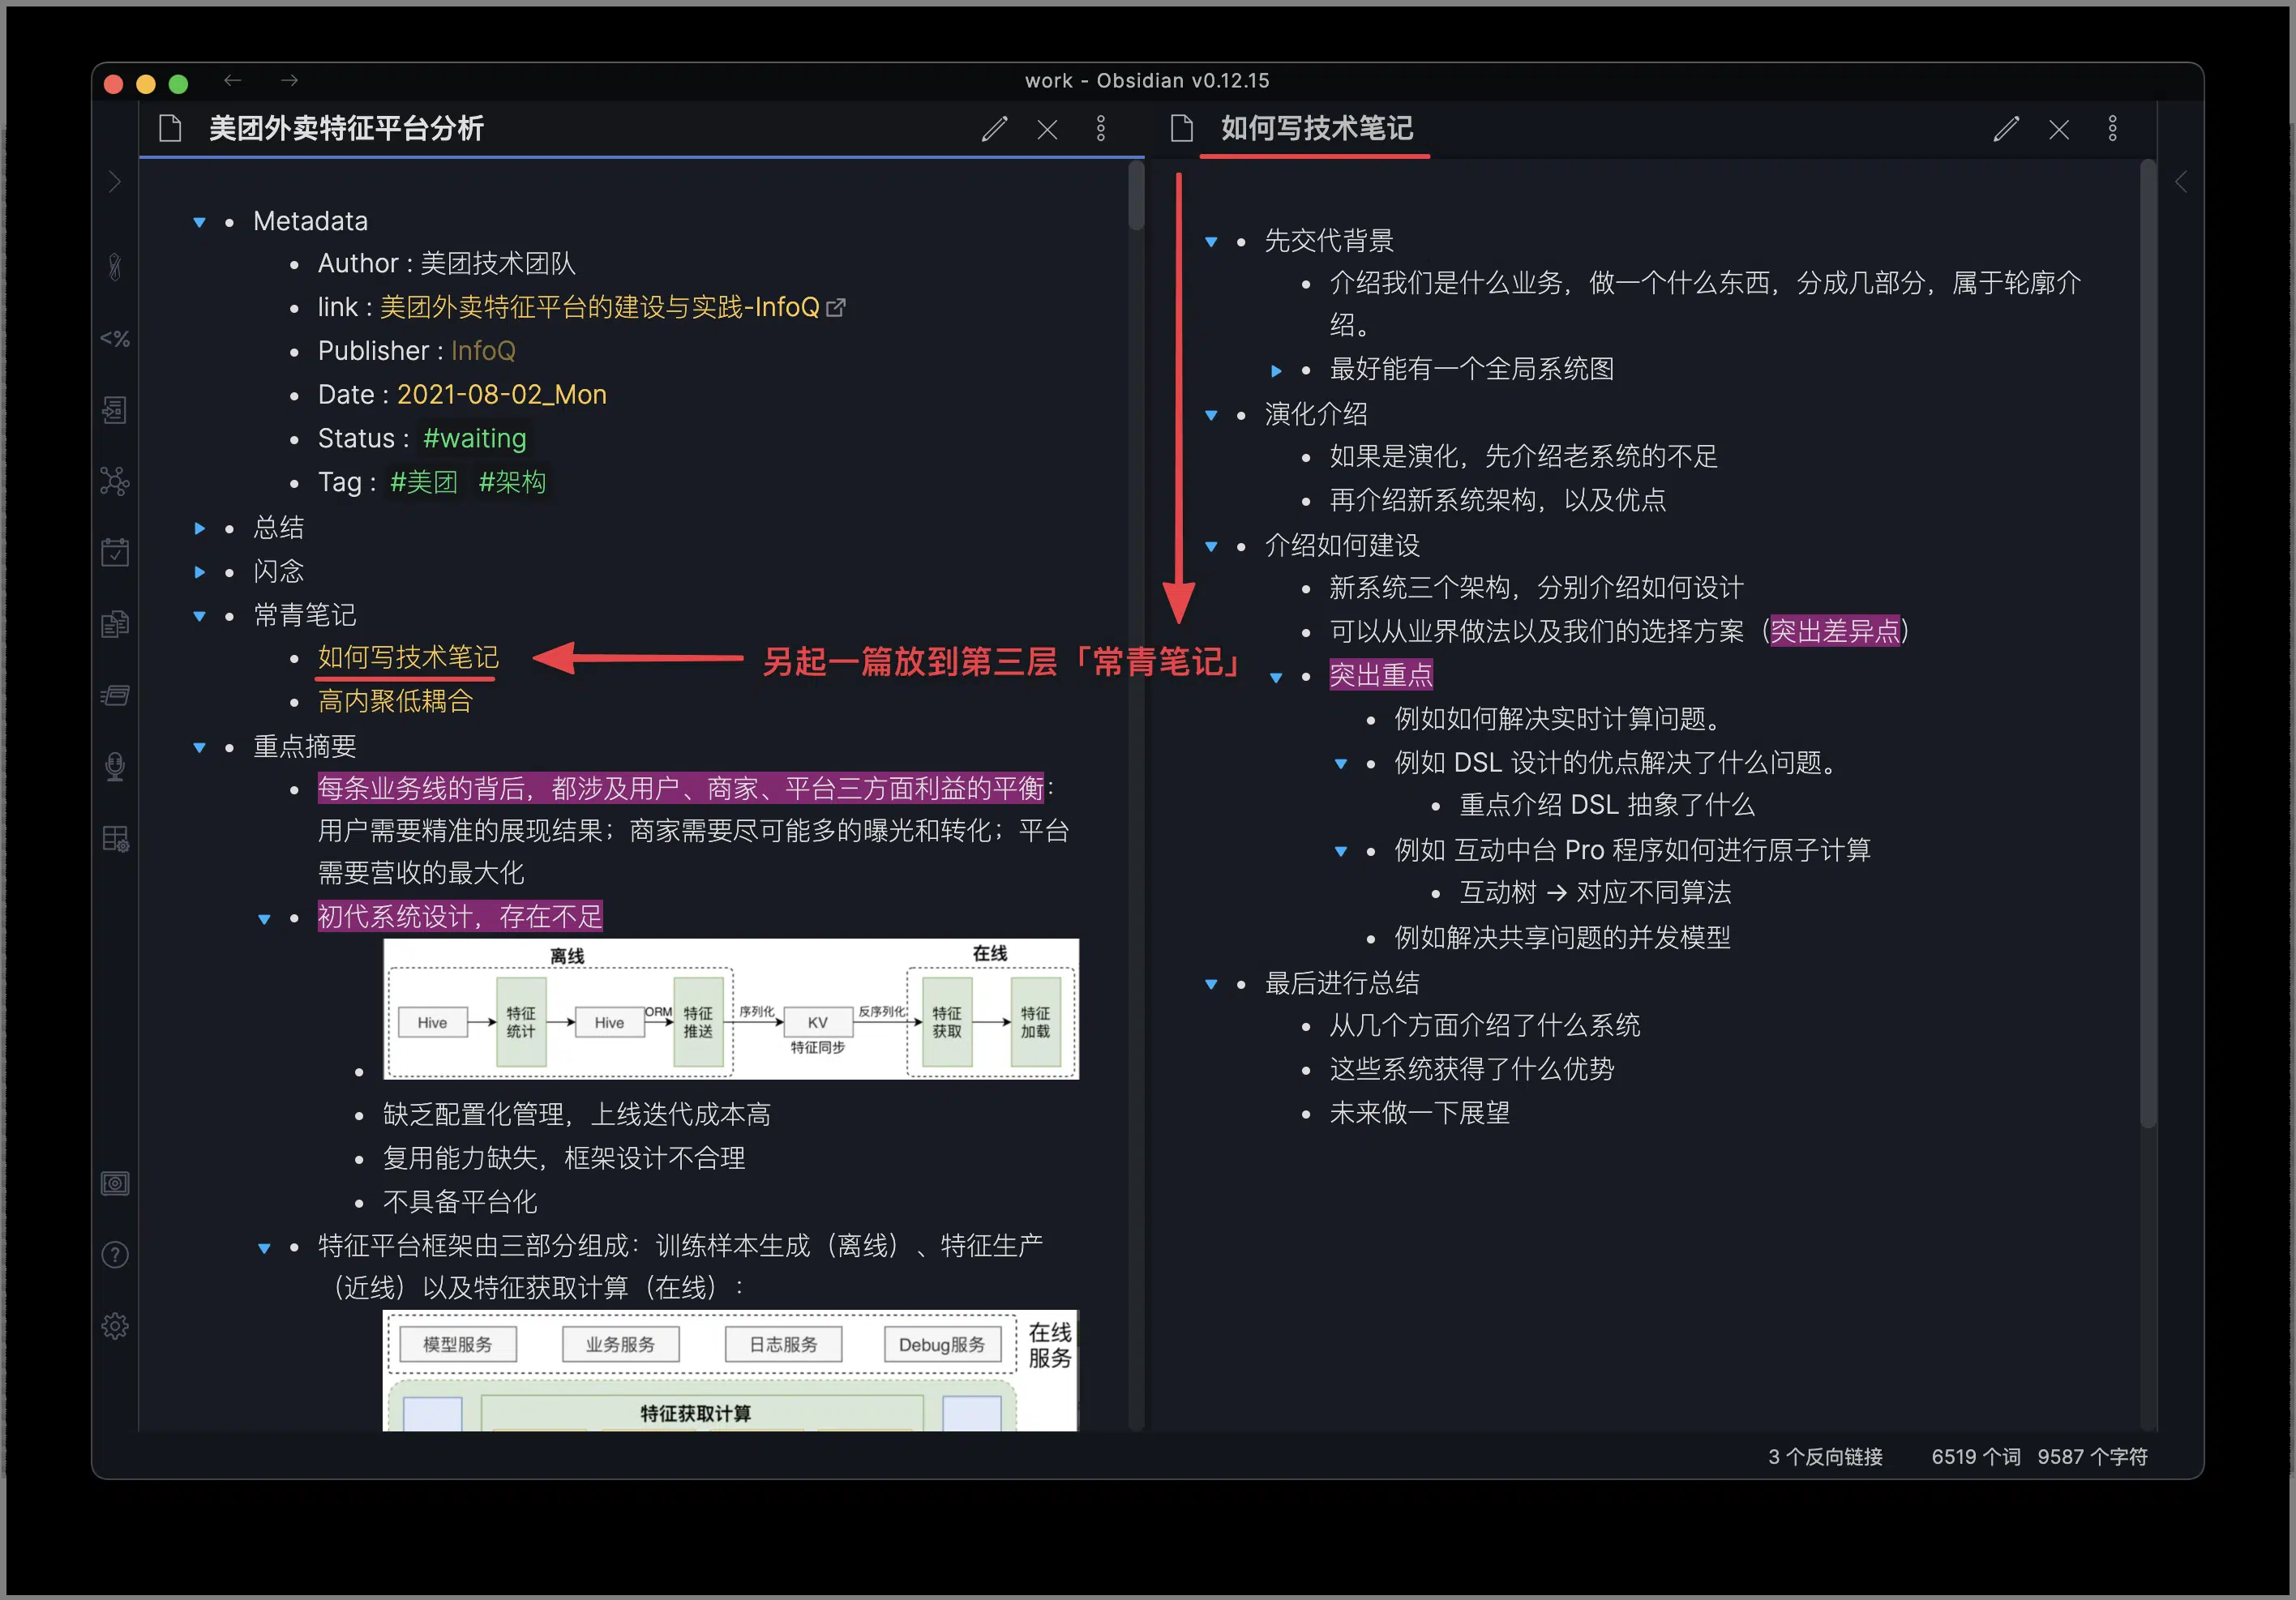 work - Obsidian v0.12.15
美团外卖特征平台分析
Metadata
Author : 美团技术团队
link : 美团外卖特征平台的建设与实践-InfoQ
Publisher : InfoQ
Date : 2021-08-02_Mon
Status : #waiting
Tag : #美团 #架构
总结
闪念
常青笔记
如何写技术笔记
高内聚低耦合
另起一篇放到第三层「常青笔记」
重点摘要
每条业务线的背后，都涉及用户、商家、平台三方面利益的平衡：
用户需要精准的展现结果；商家需要尽可能多的曝光和转化；平台
需要营收的最大化
初代系统设计，存在不足
离线
在线
Hive
特征
统计
Hive
ORM
特征
推送
序列化
KV
特征同步
反序列化
特征
获取
特征
加载
缺乏配置化管理，上线迭代成本高
复用能力缺失，框架设计不合理
不具备平台化
特征平台框架由三部分组成：训练样本生成（离线）、特征生产
（近线）以及特征获取计算（在线）：
模型服务
业务服务
日志服务
Debug服务
在线
服务
特征获取计算
如何写技术笔记
先交代背景
介绍我们是什么业务，做一个什么东西，分成几部分，属于轮廓介
绍。
最好能有一个全局系统图
演化介绍
如果是演化，先介绍老系统的不足
再介绍新系统架构，以及优点
介绍如何建设
新系统三个架构，分别介绍如何设计
可以从业界做法以及我们的选择方案（突出差异点）
突出重点
例如如何解决实时计算问题。
例如 DSL 设计的优点解决了什么问题。
重点介绍 DSL 抽象了什么
例如 互动中台 Pro 程序如何进行原子计算
互动树 → 对应不同算法
例如解决共享问题的并发模型
最后进行总结
从几个方面介绍了什么系统
这些系统获得了什么优势
未来做一下展望
3 个反向链接 6519 个词 9587 个字符